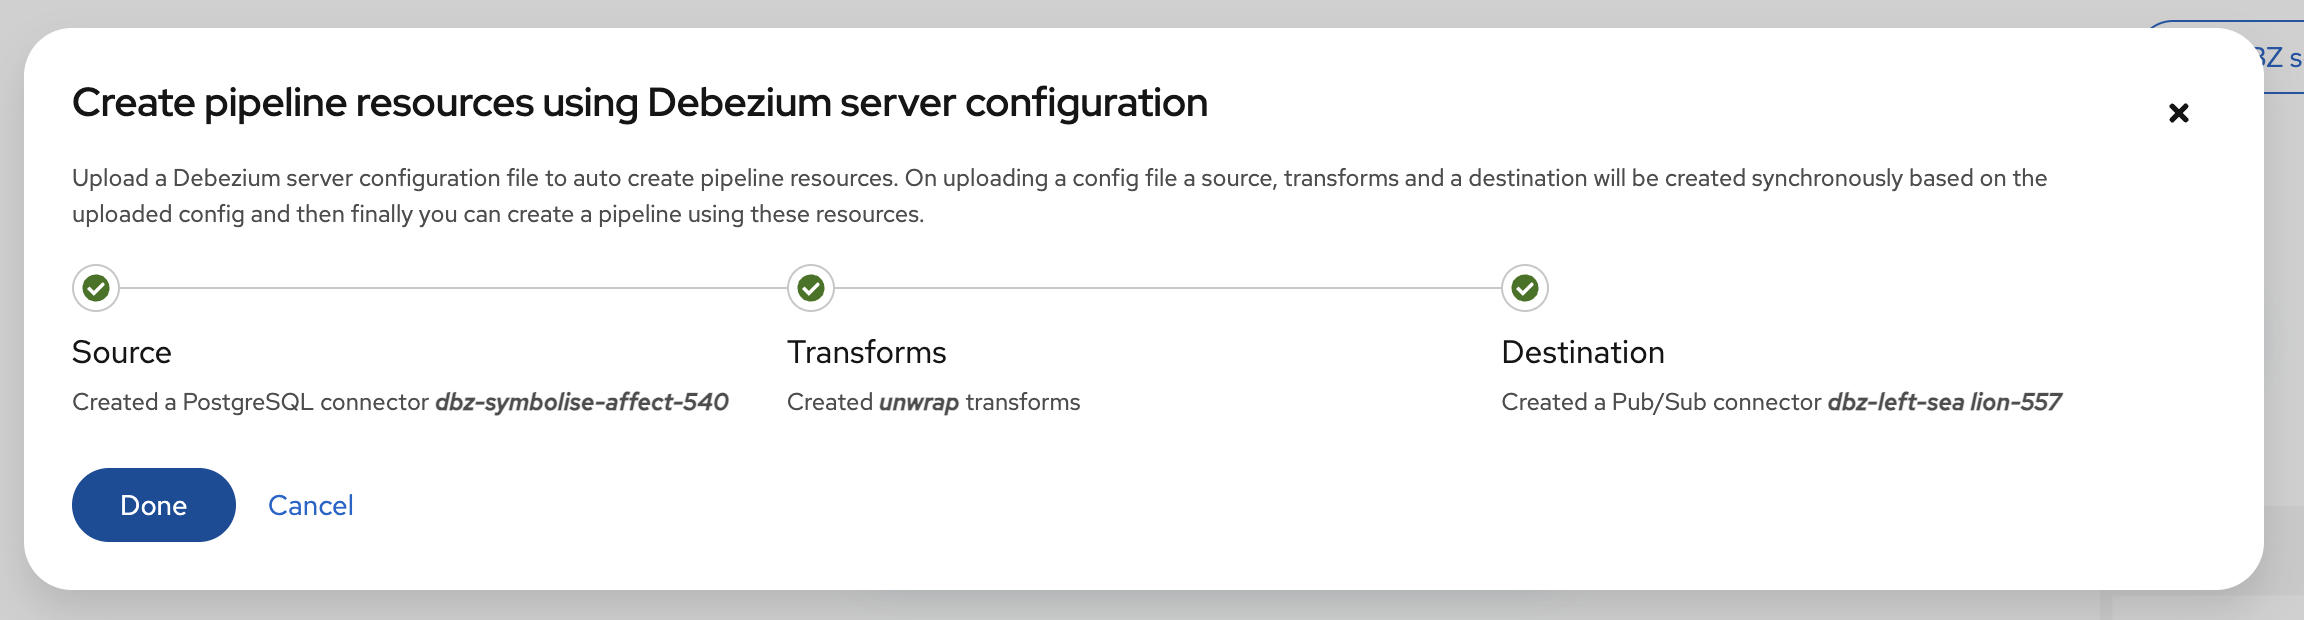 Create pipeline resources using Debezium server configuration
Upload a Debezium server configuration file to auto create pipeline resources. On uploading a config file a source, transforms and a destination will be created synchronously based on the
uploaded config and then finally you can create a pipeline using these resources.
Source
Transforms
Destination
Created a PostgreSQL connector dbz-symbolise-affect-540
Created unwrap transforms
Created a Pub/Sub connector dbz-left-sea lion-557
Done
Cancel